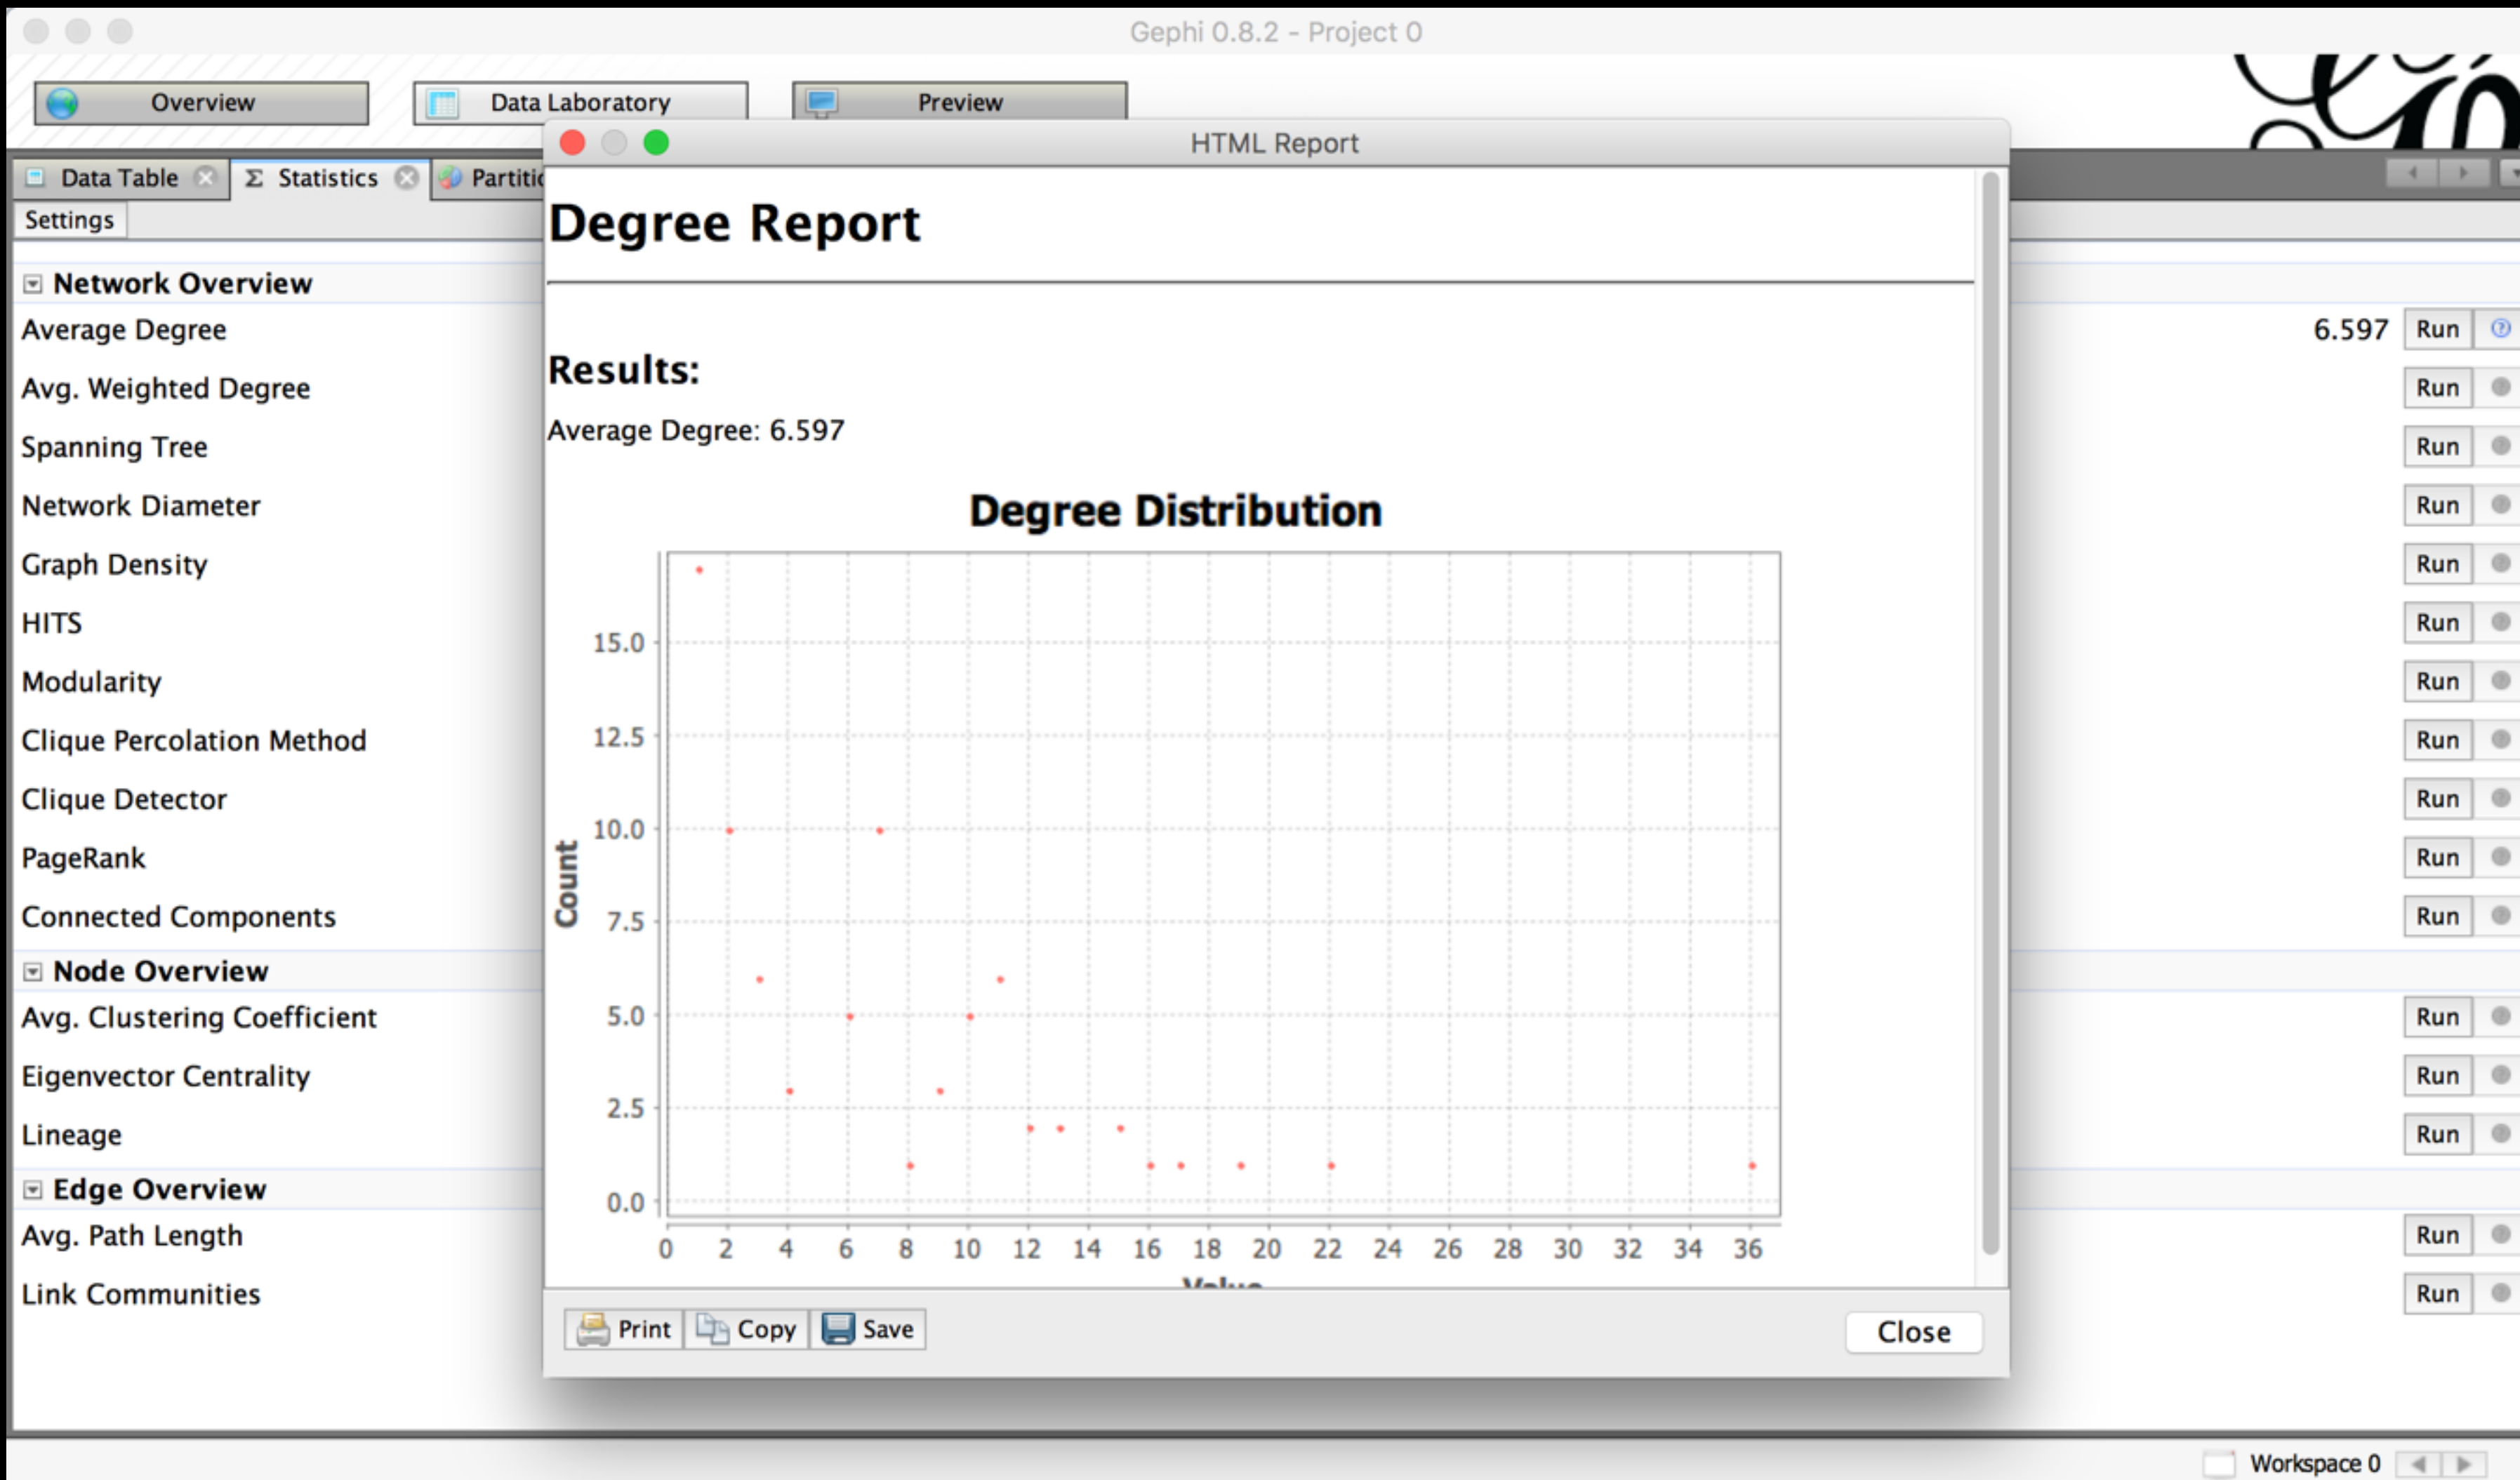 Gephi 0.8.2 - Project 0
Overview Data Laboratory Preview
HTML Report
Data Table Σ Statistics
Settings
Degree Report
Network Overview
Average Degree 6.597 Run
Avg. Weighted Degree Run
Spanning Tree Run
Network Diameter Run
Graph Density Run
HITS Run
Modularity Run
Clique Percolation Method Run
Clique Detector Run
PageRank Run
Connected Components Run
Node Overview
Avg. Clustering Coefficient Run
Eigenvector Centrality Run
Lineage Run
Edge Overview
Avg. Path Length Run
Link Communities Run
Results:
Average Degree: 6.597
Degree Distribution
Count
15.0
12.5
10.0
7.5
5.0
2.5
0.0
0 2 4 6 8 10 12 14 16 18 20 22 24 26 28 30 32 34 36
Value
Print Copy Save Close
Workspace 0